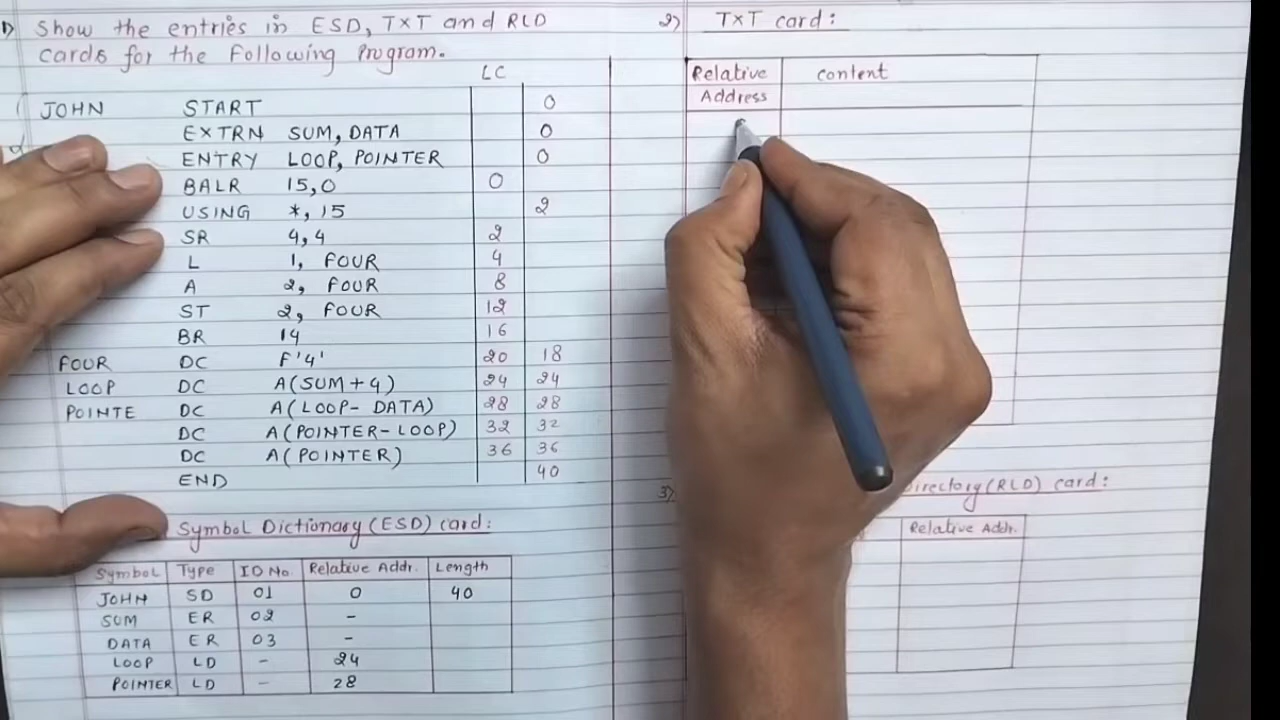 1) Show the entries in ESD, TXT and RLD
cards for the Following Program.
LC
JOHN START 0
EXTRN SUM, DATA 0
ENTRY LOOP, POINTER 0
BALR 15,0 0
USING *, 15 2
SR 4,4 2
L 1, FOUR 4
A 2, FOUR 8
ST 2, FOUR 12
BR 14 16
FOUR DC F'4' 20 18
LOOP DC A(SUM+4) 24 24
POINTE DC A(LOOP-DATA) 28 28
DC A(POINTER-LOOP) 32 32
DC A(POINTER) 36 36
END 40
Symbol Dictionary (ESD) card:
Symbol Type ID No. Relative Addr. Length
JOHN SD 01 0 40
SUM ER 02 -
DATA ER 03 -
LOOP LD - 24
POINTER LD - 28
2) TXT card:
Relative Address content
3) Directory (RLD) card:
Relative Addr.